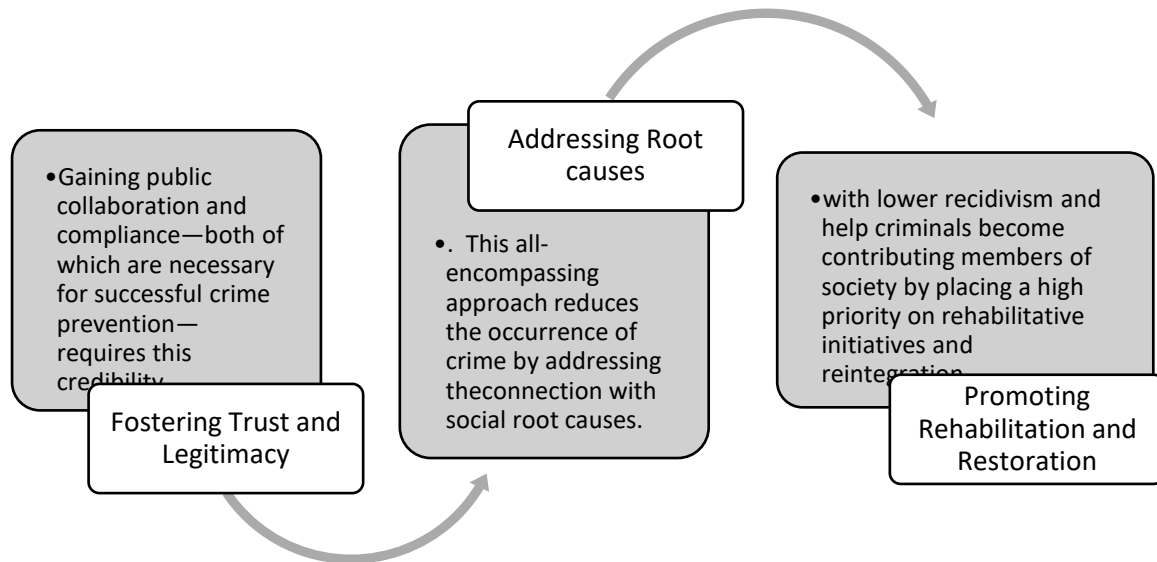 •Gaining public
collaboration and
compliance—both of
which are necessary
for successful crime
prevention—
requires this
credibility
Fostering Trust and
Legitimacy
Addressing Root
causes
•. This all-
encompassing
approach reduces
the occurrence of
crime by addressing
theconnection with
social root causes.
•with lower recidivism and
help criminals become
contributing members of
society by placing a high
priority on rehabilitative
initiatives and
reintegration
Promoting
Rehabilitation and
Restoration